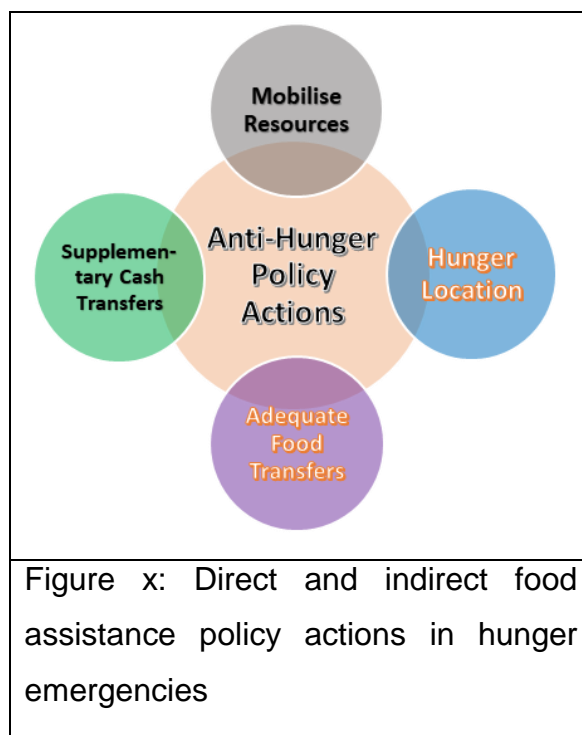 Mobilise
Resources
Supplemen-
tary Cash
Transfers
Anti-Hunger
Policy
Actions
Hunger
Location
Adequate
Food
Transfers
Figure x: Direct and indirect food
assistance policy actions in hunger
emergencies